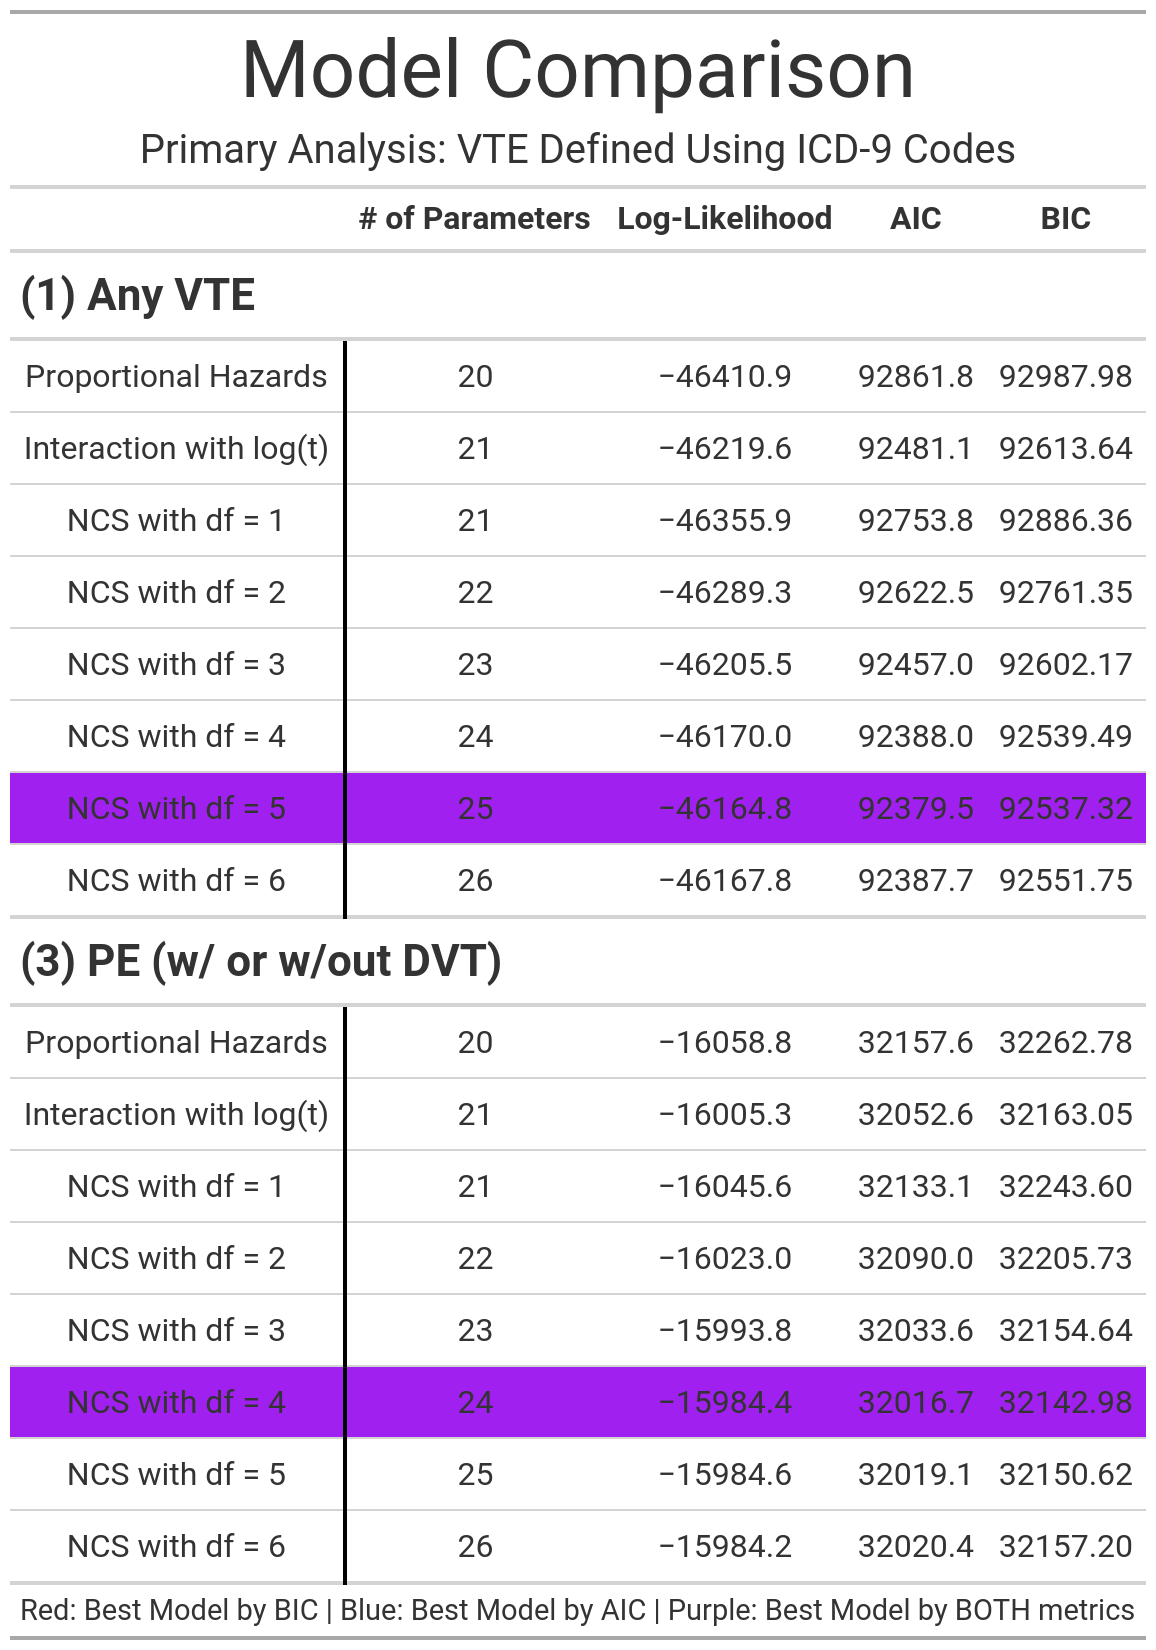 Model Comparison
Primary Analysis: VTE Defined Using ICD-9 Codes
# of Parameters Log-Likelihood AIC BIC
(1) Any VTE
Proportional Hazards 20 −46410.9 92861.8 92987.98
Interaction with log(t) 21 −46219.6 92481.1 92613.64
NCS with df = 1 21 −46355.9 92753.8 92886.36
NCS with df = 2 22 −46289.3 92622.5 92761.35
NCS with df = 3 23 −46205.5 92457.0 92602.17
NCS with df = 4 24 −46170.0 92388.0 92539.49
NCS with df = 5 25 −46164.8 92379.5 92537.32
NCS with df = 6 26 −46167.8 92387.7 92551.75
(3) PE (w/ or w/out DVT)
Proportional Hazards 20 −16058.8 32157.6 32262.78
Interaction with log(t) 21 −16005.3 32052.6 32163.05
NCS with df = 1 21 −16045.6 32133.1 32243.60
NCS with df = 2 22 −16023.0 32090.0 32205.73
NCS with df = 3 23 −15993.8 32033.6 32154.64
NCS with df = 4 24 −15984.4 32016.7 32142.98
NCS with df = 5 25 −15984.6 32019.1 32150.62
NCS with df = 6 26 −15984.2 32020.4 32157.20
Red: Best Model by BIC | Blue: Best Model by AIC | Purple: Best Model by BOTH metrics